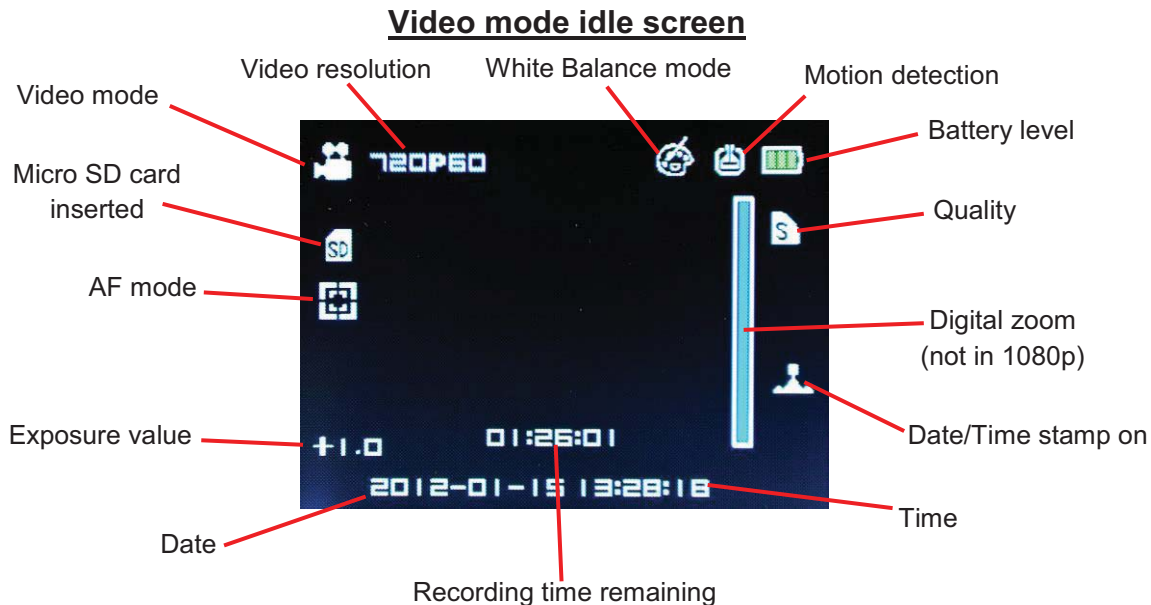 Video mode idle screen
Video resolution
White Balance mode
Motion detection
Video mode
Battery level
720P60
Micro SD card
inserted
Quality
SD
S
AF mode
Digital zoom
(not in 1080p)
Exposure value
+1.0
01:26:01
Date/Time stamp on
2012-01-15 13:28:16
Time
Date
Recording time remaining